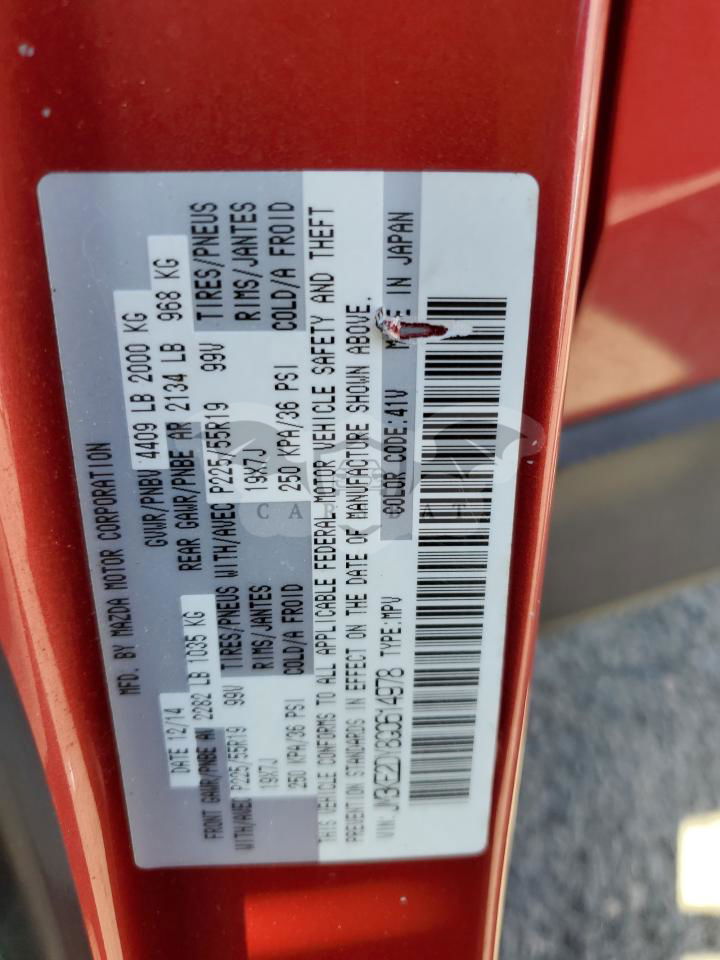 MFD. BY MAZDA MOTOR CORPORATION
DATE 12/14 GVWR/PNBV 4409 LB 2000 KG
FRONT GAWR/PNBE AV 2282 LB 1035 KG REAR GAWR/PNBE AR 2134 LB 968 KG
WITH/AVEC P225/55R19 99V TIRES/PNEUS WITH/AVEC P225/55R19 99V TIRES/PNEUS
19X7J RIMS/JANTES 19X7J RIMS/JANTES
250 KPA/36 PSI COLD/A FROID 250 KPA/36 PSI COLD/A FROID
THIS VEHICLE CONFORMS TO ALL APPLICABLE FEDERAL MOTOR VEHICLE SAFETY AND THEFT
PREVENTION STANDARDS IN EFFECT ON THE DATE OF MANUFACTURE SHOWN ABOVE.
VIN: TYPE:MPV COLOR CODE:41V IN JAPAN